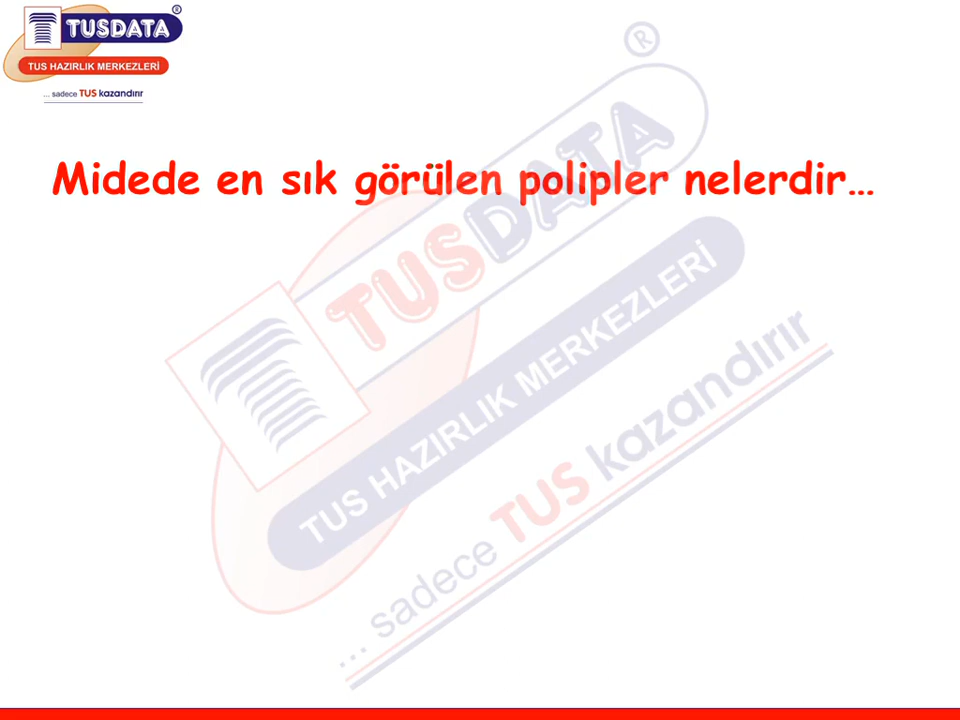 TUSDATA®
TUS HAZIRLIK MERKEZLERİ
... sadece TUS kazandırır
Midede en sık görülen polipler nelerdir…
TUSDATA®
TUS HAZIRLIK MERKEZLERİ
... sadece TUS kazandırır